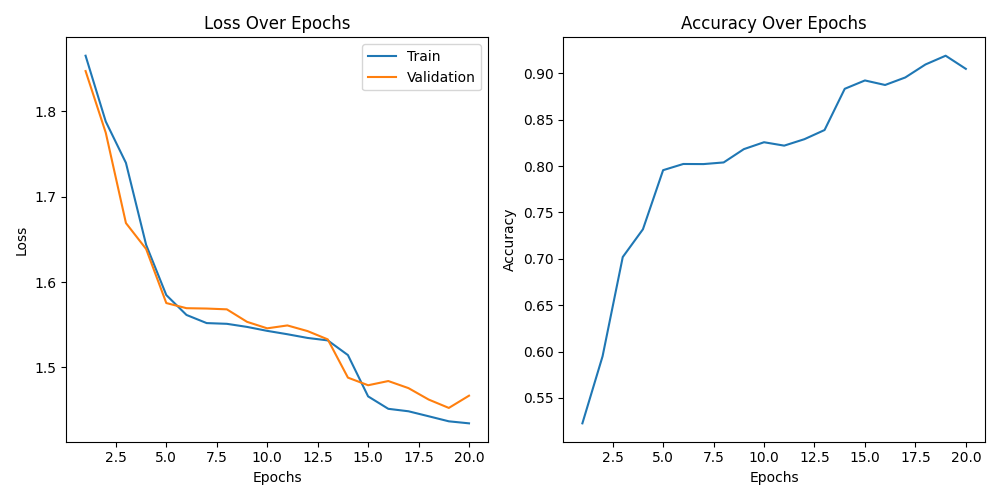 Loss Over Epochs
Train
Validation
1.8
1.7
1.6
1.5
Loss
2.5 5.0 7.5 10.0 12.5 15.0 17.5 20.0
Epochs
Accuracy Over Epochs
0.90
0.85
0.80
0.75
0.70
0.65
0.60
0.55
Accuracy
2.5 5.0 7.5 10.0 12.5 15.0 17.5 20.0
Epochs